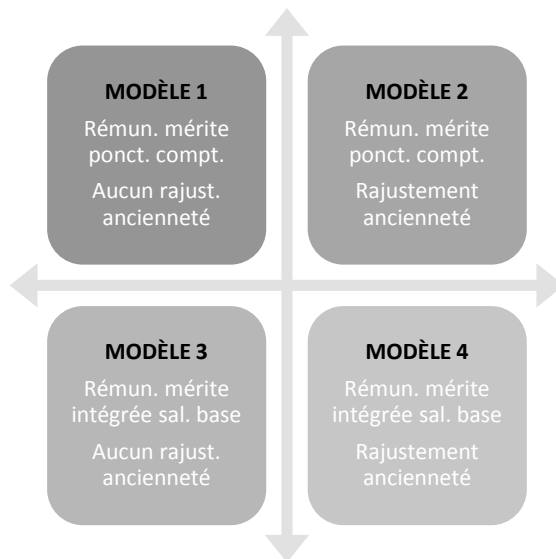 MODÈLE 1
Rémun. mérite
ponct. compt.
Aucun rajust.
ancienneté
MODÈLE 2
Rémun. mérite
ponct. compt.
Rajustement
ancienneté
MODÈLE 3
Rémun. mérite
intégrée sal. base
Aucun rajust.
ancienneté
MODÈLE 4
Rémun. mérite
intégrée sal. base
Rajustement
ancienneté